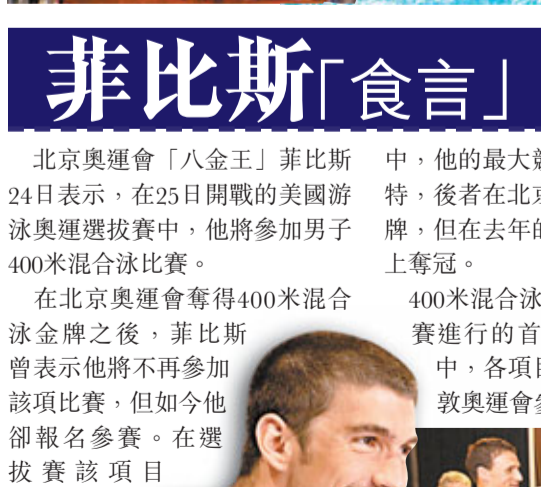 菲比斯「食言」
北京奧運會「八金王」菲比斯
24日表示，在25日開戰的美國游
泳奧運選拔賽中，他將參加男子
400米混合泳比賽。
在北京奧運會奪得400米混合
泳金牌之後，菲比斯
曾表示他將不再參加
該項比賽，但如今他
卻報名參賽。在選
拔賽該項目
中，他的最大競
特，後者在北京
牌，但在去年的
上奪冠。
400米混合泳
賽進行的首
中，各項目
敦奧運會參